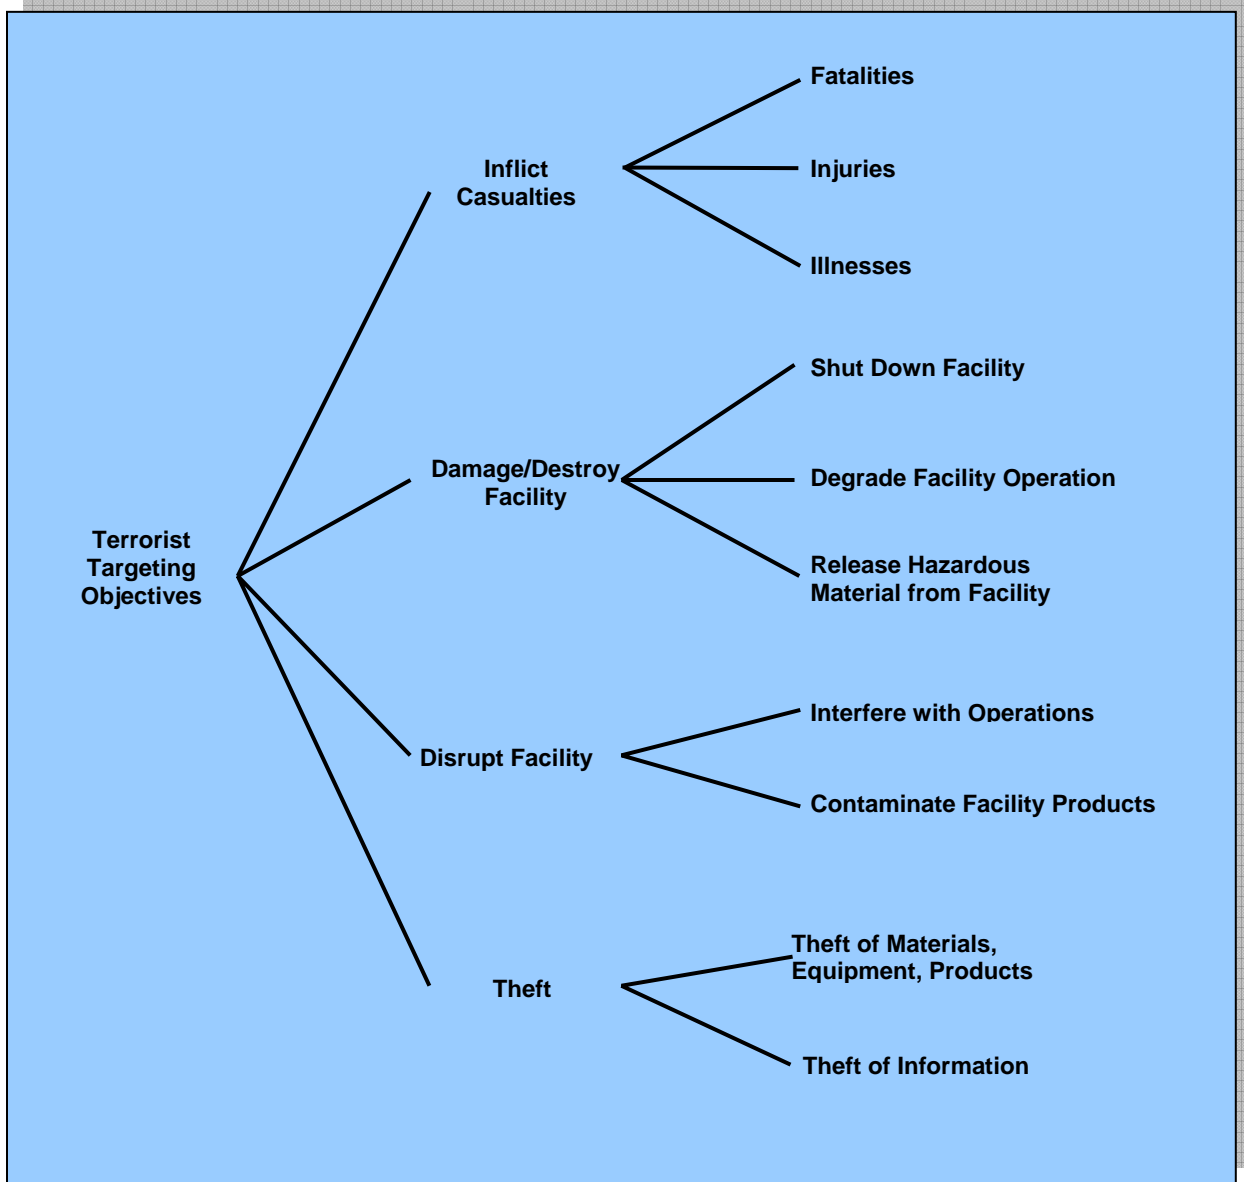 Terrorist
Targeting
Objectives
Inflict
Casualties
Fatalities
Injuries
Illnesses
Damage/Destroy
Facility
Shut Down Facility
Degrade Facility Operation
Release Hazardous
Material from Facility
Disrupt Facility
Interfere with Operations
Contaminate Facility Products
Theft
Theft of Materials,
Equipment, Products
Theft of Information